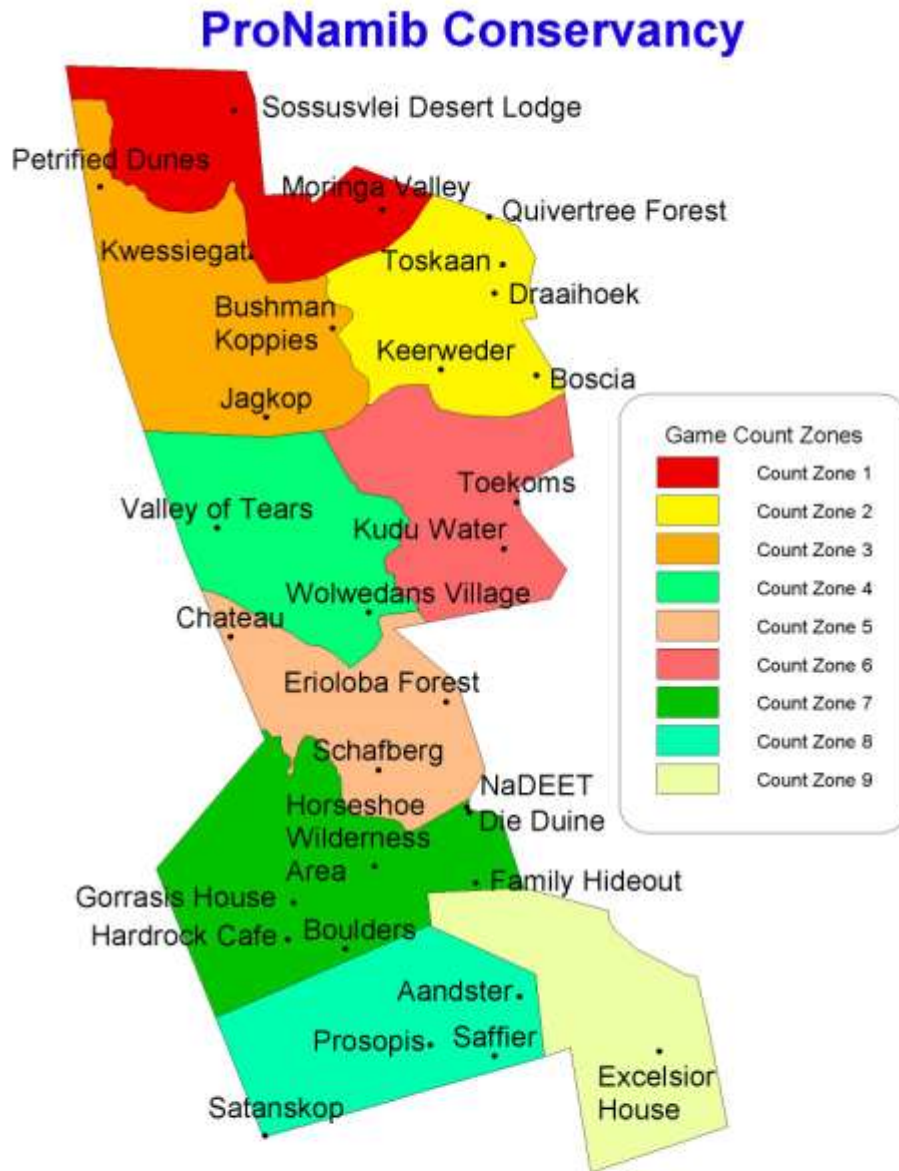 ProNamib Conservancy
Sossusvlei Desert Lodge
Petrified Dunes
Moringa Valley
Quivertree Forest
Kwessiegat
Toskaan
Draaihoek
Bushman
Koppies
Keerweder
Boscia
Jagkop
Game Count Zones
Count Zone 1
Count Zone 2
Count Zone 3
Count Zone 4
Count Zone 5
Count Zone 6
Count Zone 7
Count Zone 8
Count Zone 9
Toekoms
Valley of Tears
Kudu Water
Wolwedans Village
Chateau
Erioloba Forest
Schafberg
NaDEET
Die Duine
Horseshoe
Wilderness
Area
Family Hideout
Gorrasis House
Hardrock Cafe
Boulders
Aandster
Prosopis
Saffier
Excelsior
House
Satanskop